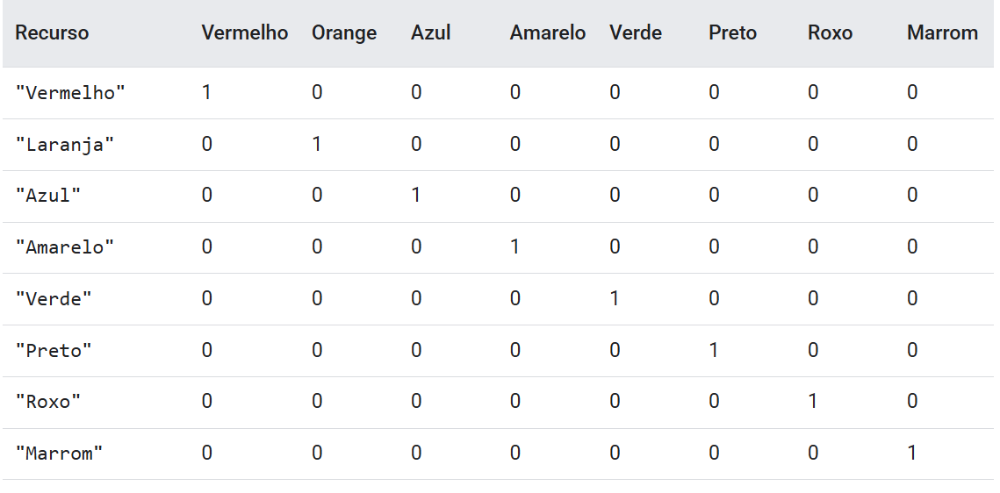 Recurso Vermelho Orange Azul Amarelo Verde Preto Roxo Marrom
"Vermelho" 1 0 0 0 0 0 0 0
"Laranja" 0 1 0 0 0 0 0 0
"Azul" 0 0 1 0 0 0 0 0
"Amarelo" 0 0 0 1 0 0 0 0
"Verde" 0 0 0 0 1 0 0 0
"Preto" 0 0 0 0 0 1 0 0
"Roxo" 0 0 0 0 0 0 1 0
"Marrom" 0 0 0 0 0 0 0 1